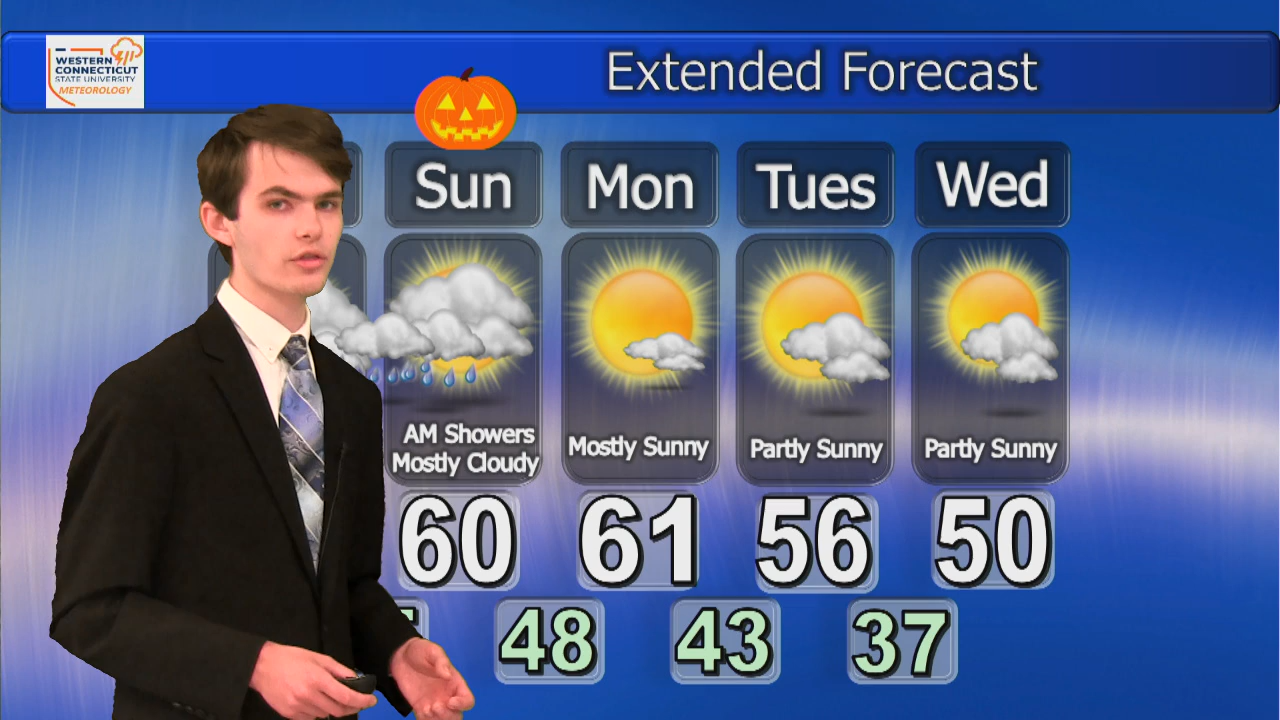 WESTERN
CONNECTICUT
STATE UNIVERSITY
METEOROLOGY
Extended Forecast
Sun
Mon
Tues
Wed
AM Showers
Mostly Cloudy
Mostly Sunny
Partly Sunny
Partly Sunny
60
61
56
50
48
43
37